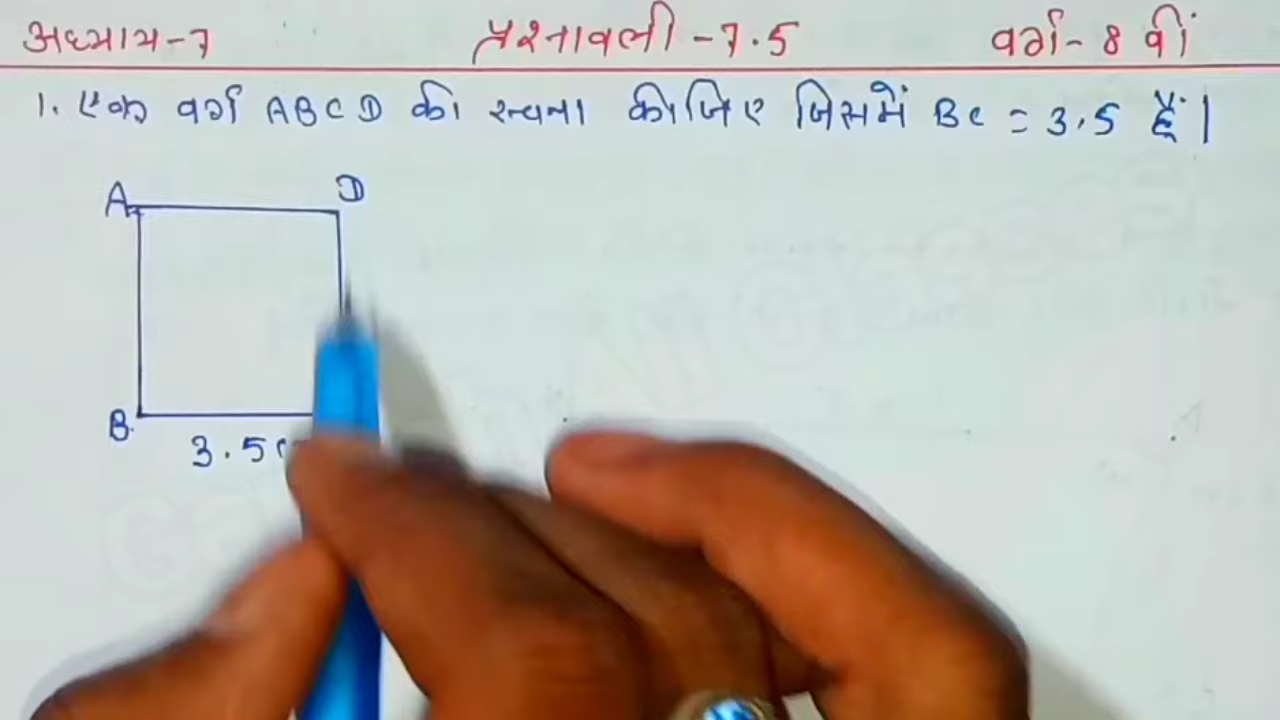 अध्याय-7 प्रश्नावली-7.5 वर्ग-8 वीं
1. एक वर्ग ABCD की रचना कीजिए जिसमें BC = 3.5 है।
A D
B
3.5